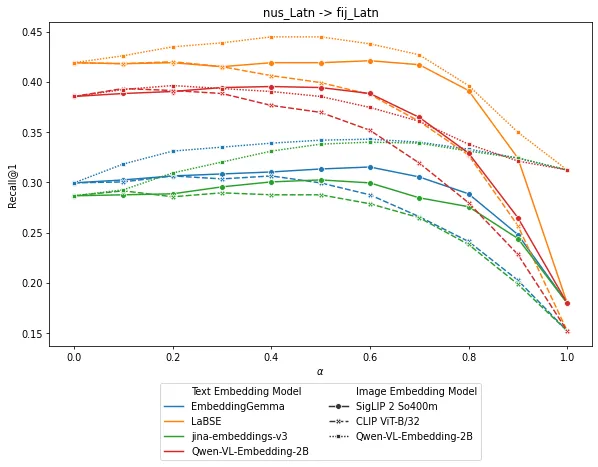 nus_Latn -> fij_Latn
Recall@1
0.45
0.40
0.35
0.30
0.25
0.20
0.15
0.0 0.2 0.4 0.6 0.8 1.0
α
Text Embedding Model Image Embedding Model
EmbeddingGemma SigLIP 2 So400m
LaBSE CLIP ViT-B/32
jina-embeddings-v3 Qwen-VL-Embedding-2B
Qwen-VL-Embedding-2B